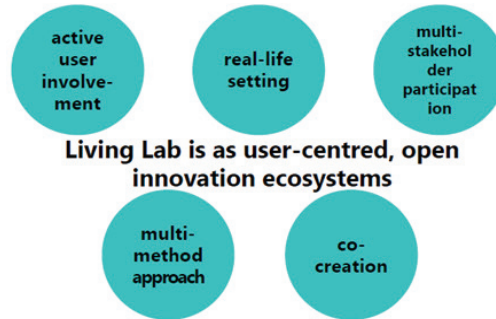 active
user
involve-
ment
real-life
setting
multi-
stakehol
der
participat
ion
Living Lab is as user-centred, open
innovation ecosystems
multi-
method
approach
co-
creation